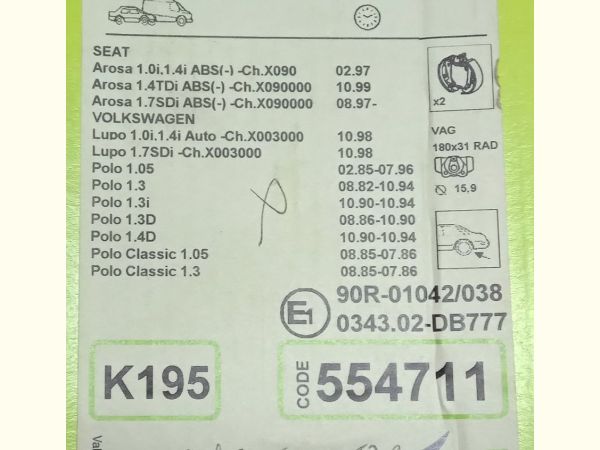 SEAT
Arosa 1.0i,1.4i ABS(-) -Ch.X090 02.97
Arosa 1.4TDi ABS(-) -Ch.X090000 10.99
Arosa 1.7SDi ABS(-) -Ch.X090000 08.97-
VOLKSWAGEN
Lupo 1.0i,1.4i Auto -Ch.X003000 10.98
Lupo 1.7SDi -Ch.X003000 10.98
Polo 1.05 02.85-07.96
Polo 1.3 08.82-10.94
Polo 1.3i 10.90-10.94
Polo 1.3D 08.86-10.90
Polo 1.4D 10.90-10.94
Polo Classic 1.05 08.85-07.86
Polo Classic 1.3 08.85-07.86
x2
VAG
180x31 RAD
15,9
E1
90R-01042/038
0343.02-DB777
K195
CODE 554711